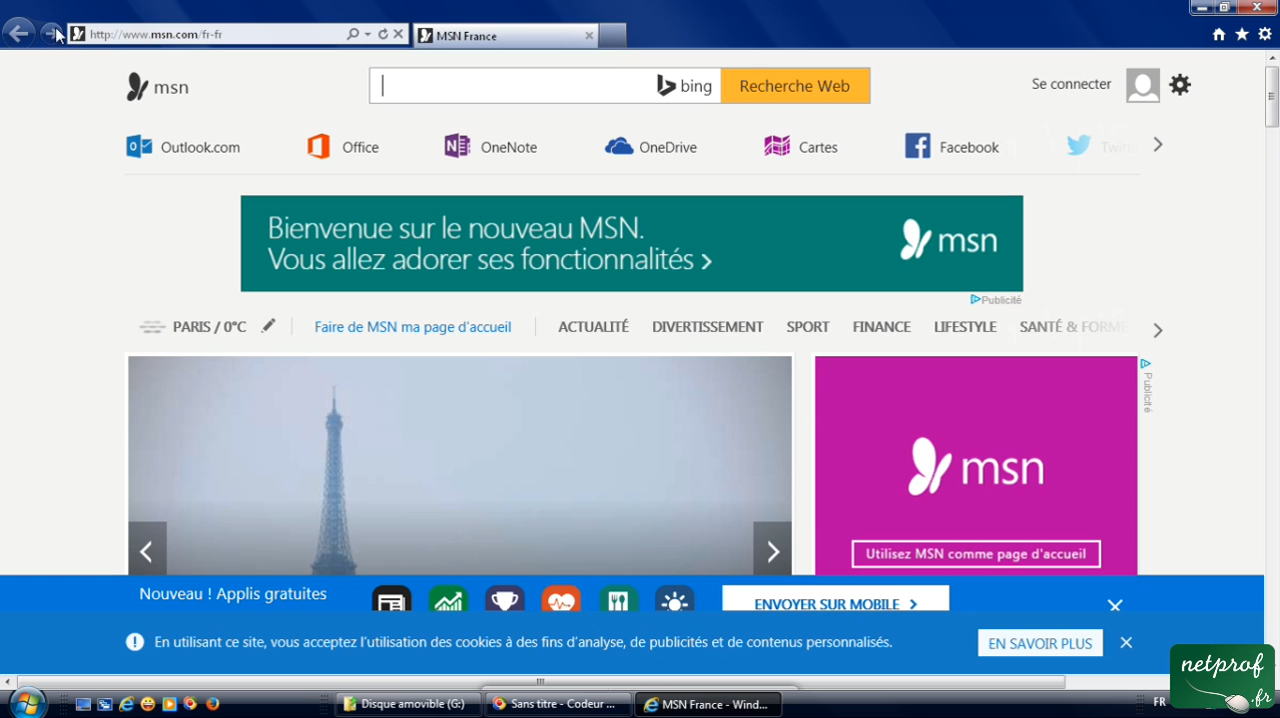 http://www.msn.com/fr-fr
MSN France
msn
bing
Recherche Web
Se connecter
Outlook.com
Office
OneNote
OneDrive
Cartes
Facebook
Bienvenue sur le nouveau MSN.
Vous allez adorer ses fonctionnalités
msn
Publicité
PARIS / 0°C
Faire de MSN ma page d'accueil
ACTUALITÉ
DIVERTISSEMENT
SPORT
FINANCE
LIFESTYLE
SANTÉ & FORME
Publicité
msn
Utilisez MSN comme page d'accueil
Nouveau ! Applis gratuites
ENVOYER SUR MOBILE
En utilisant ce site, vous acceptez l'utilisation des cookies à des fins d'analyse, de publicités et de contenus personnalisés.
EN SAVOIR PLUS
netprof
.fr
Disque amovible (G:)
Sans titre - Codeur ...
MSN France - Wind...
FR